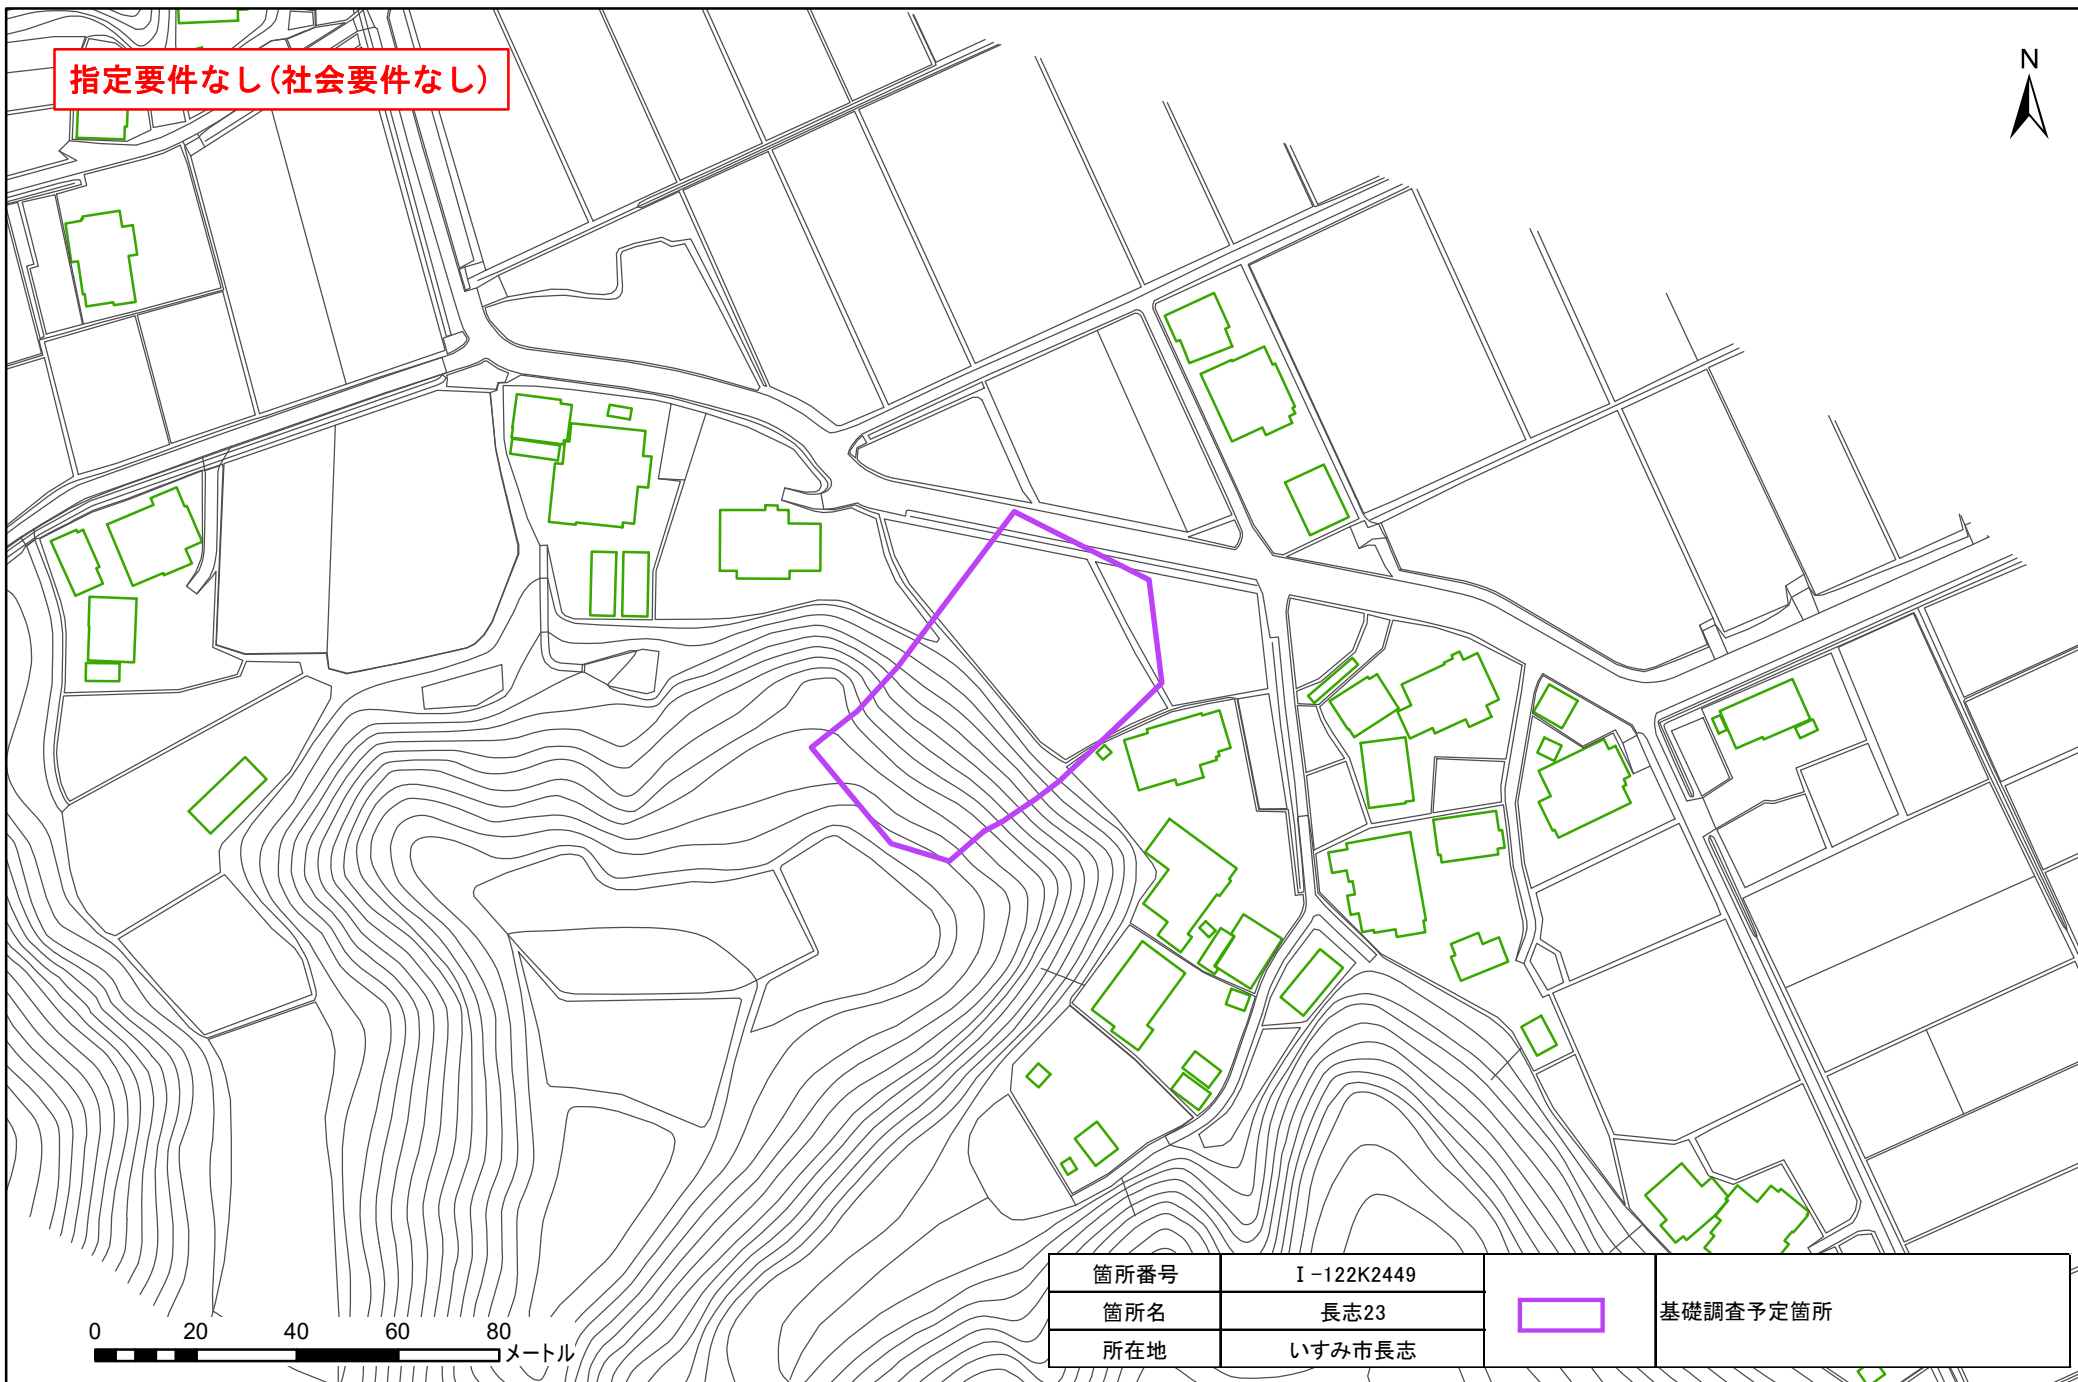 指定要件なし(社会要件なし)
N
箇所番号 Ⅰ-122K2449
箇所名 長志23
所在地 いすみ市長志
基礎調査予定箇所
0 20 40 60 80
メートル